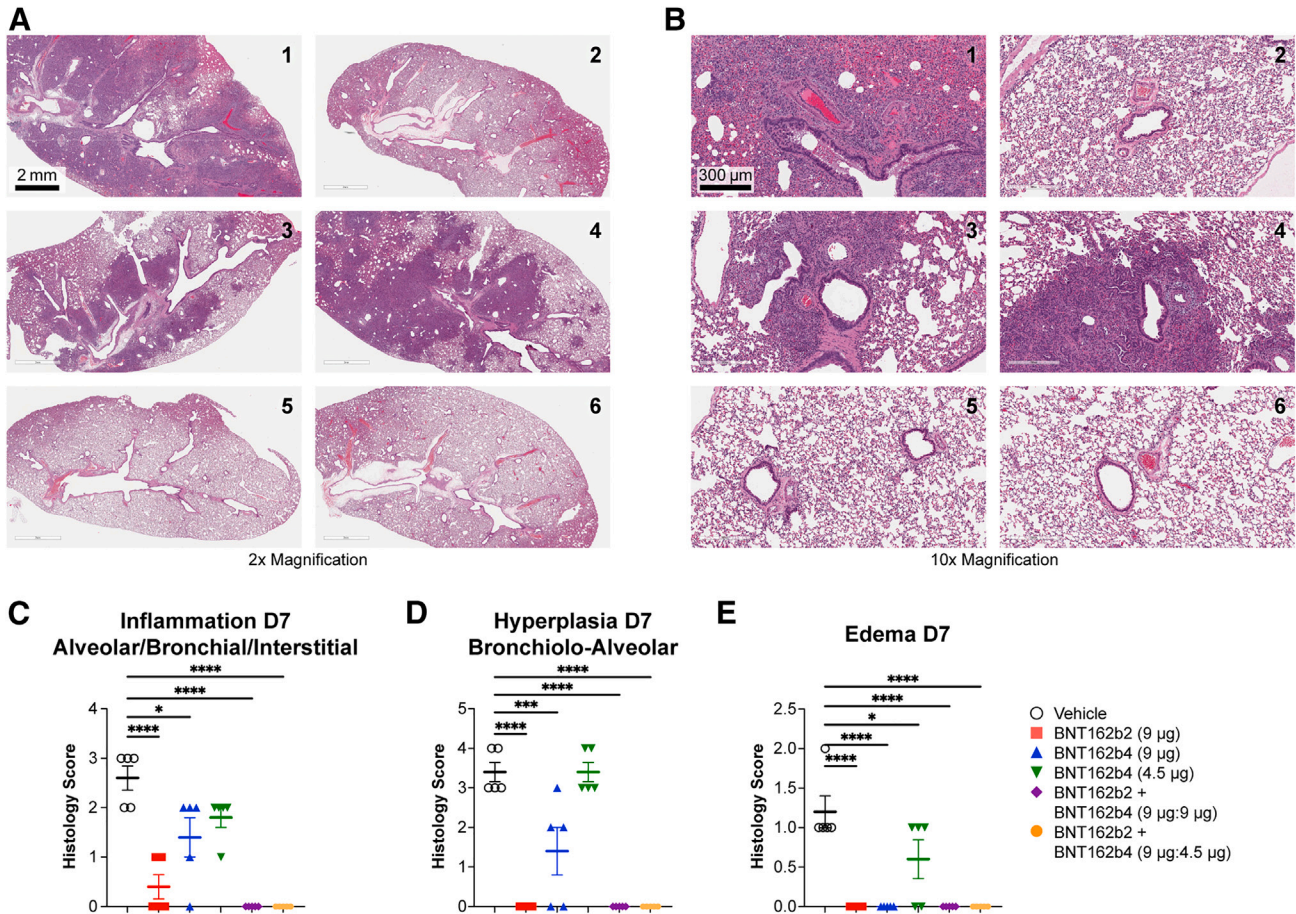 A
B
1
2
1
2
2 mm
300 µm
3
4
3
4
5
6
5
6
2x Magnification
10x Magnification
C
Inflammation D7
Alveolar/Bronchial/Interstitial
****
****
*
****
Histology Score
4
3
2
1
0
D
Hyperplasia D7
Bronchiolo-Alveolar
****
****
***
****
Histology Score
5
4
3
2
1
0
E
Edema D7
****
****
*
****
****
Histology Score
2.5
2.0
1.5
1.0
0.5
0
Vehicle
BNT162b2 (9 µg)
BNT162b4 (9 µg)
BNT162b4 (4.5 µg)
BNT162b2 +
BNT162b4 (9 µg:9 µg)
BNT162b2 +
BNT162b4 (9 µg:4.5 µg)